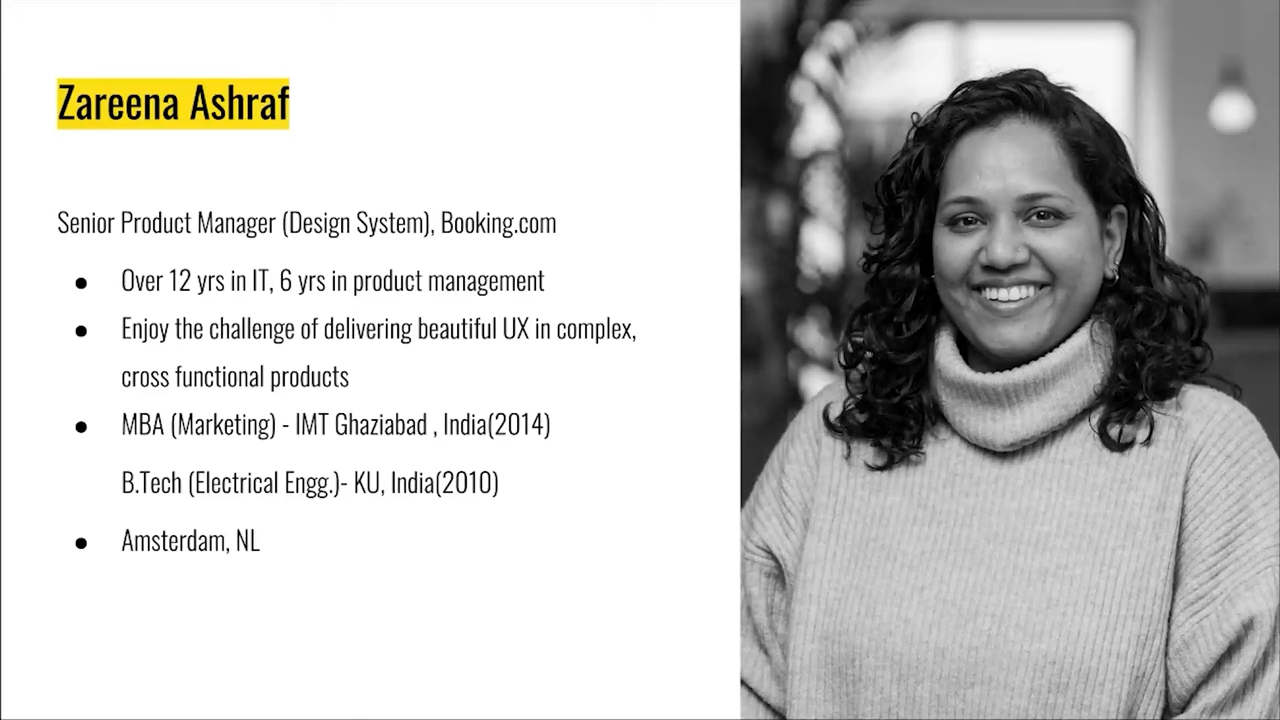 Zareena Ashraf
Senior Product Manager (Design System), Booking.com
● Over 12 yrs in IT, 6 yrs in product management
● Enjoy the challenge of delivering beautiful UX in complex,
cross functional products
● MBA (Marketing) - IMT Ghaziabad , India(2014)
B.Tech (Electrical Engg.)- KU, India(2010)
● Amsterdam, NL